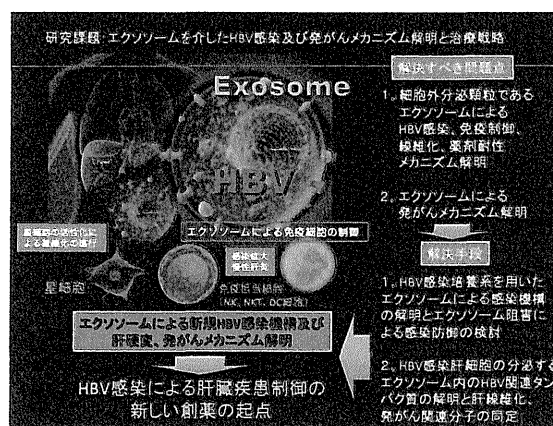 研究課題:エクソソームを介したHBV感染及び発がんメカニズム解明と治療戦略
Exosome
HBV
エクソソームによる免疫細胞の制御
星細胞
感染拡大
慢性肝炎
免疫担当細胞
(NK, NKT, DC細胞)
エクソソームによる新規HBV感染機構及び
肝硬変、発がんメカニズム解明
HBV感染による肝臓疾患制御の
新しい創薬の起点
解決すべき問題点
1。細胞外分泌顆粒である
エクソソームによる
HBV感染、免疫制御、
線維化、薬剤耐性
メカニズム解明
2。エクソソームによる
発がんメカニズム解明
解決手段
1。HBV感染培養系を用いた
エクソソームによる感染機構
の解明とエクソソーム阻害に
よる感染防御の検討
2。HBV感染肝細胞の分泌する
エクソソーム内のHBV関連タン
パク質の解明と肝線維化、
発がん関連分子の同定